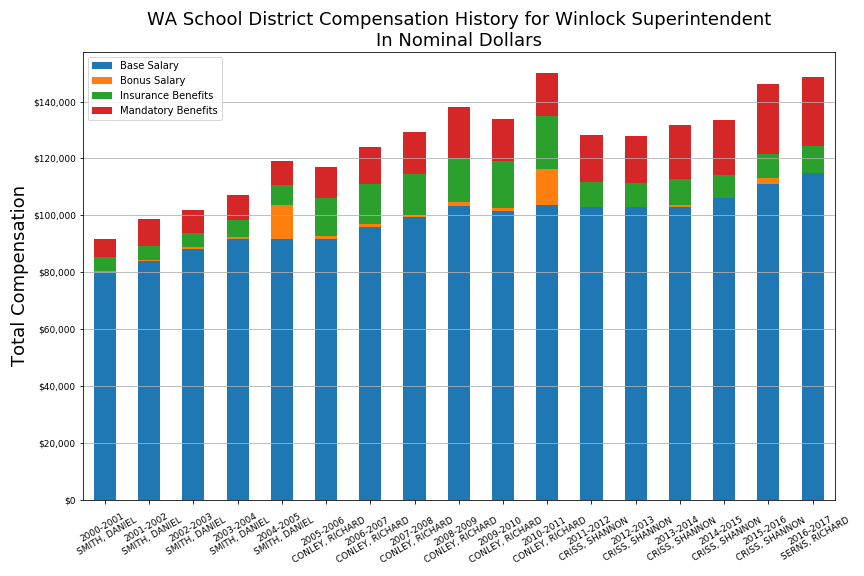 WA School District Compensation History for Winlock Superintendent
In Nominal Dollars
Base Salary
Bonus Salary
Insurance Benefits
Mandatory Benefits
Total Compensation
$140,000
$120,000
$100,000
$80,000
$60,000
$40,000
$20,000
$0
2000-2001
SMITH, DANIEL
2001-2002
SMITH, DANIEL
2002-2003
SMITH, DANIEL
2003-2004
SMITH, DANIEL
2004-2005
SMITH, DANIEL
2005-2006
CONLEY, RICHARD
2006-2007
CONLEY, RICHARD
2007-2008
CONLEY, RICHARD
2008-2009
CONLEY, RICHARD
2009-2010
CONLEY, RICHARD
2010-2011
CONLEY, RICHARD
2011-2012
CRISS, SHANNON
2012-2013
CRISS, SHANNON
2013-2014
CRISS, SHANNON
2014-2015
CRISS, SHANNON
2015-2016
CRISS, SHANNON
2016-2017
SERNS, RICHARD